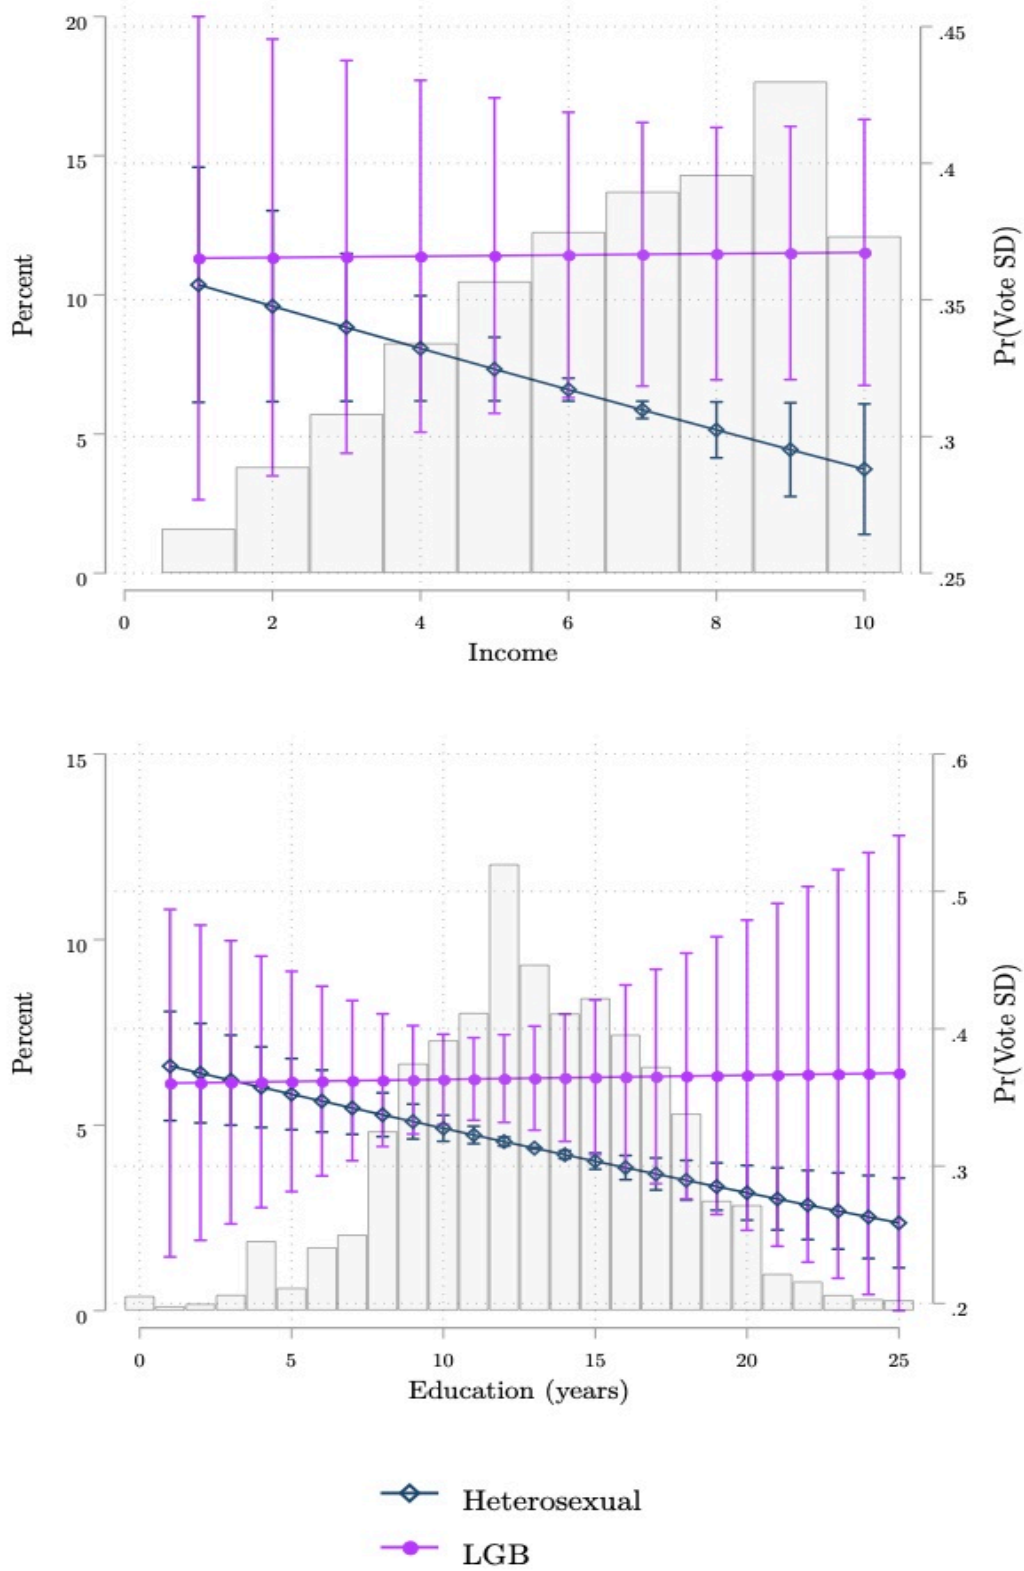 20
15
10
5
0
Percent
.45
.4
.35
.3
.25
Pr(Vote SD)
0 2 4 6 8 10
Income
15
10
5
0
Percent
.6
.5
.4
.3
.2
Pr(Vote SD)
0 5 10 15 20 25
Education (years)
Heterosexual
LGB